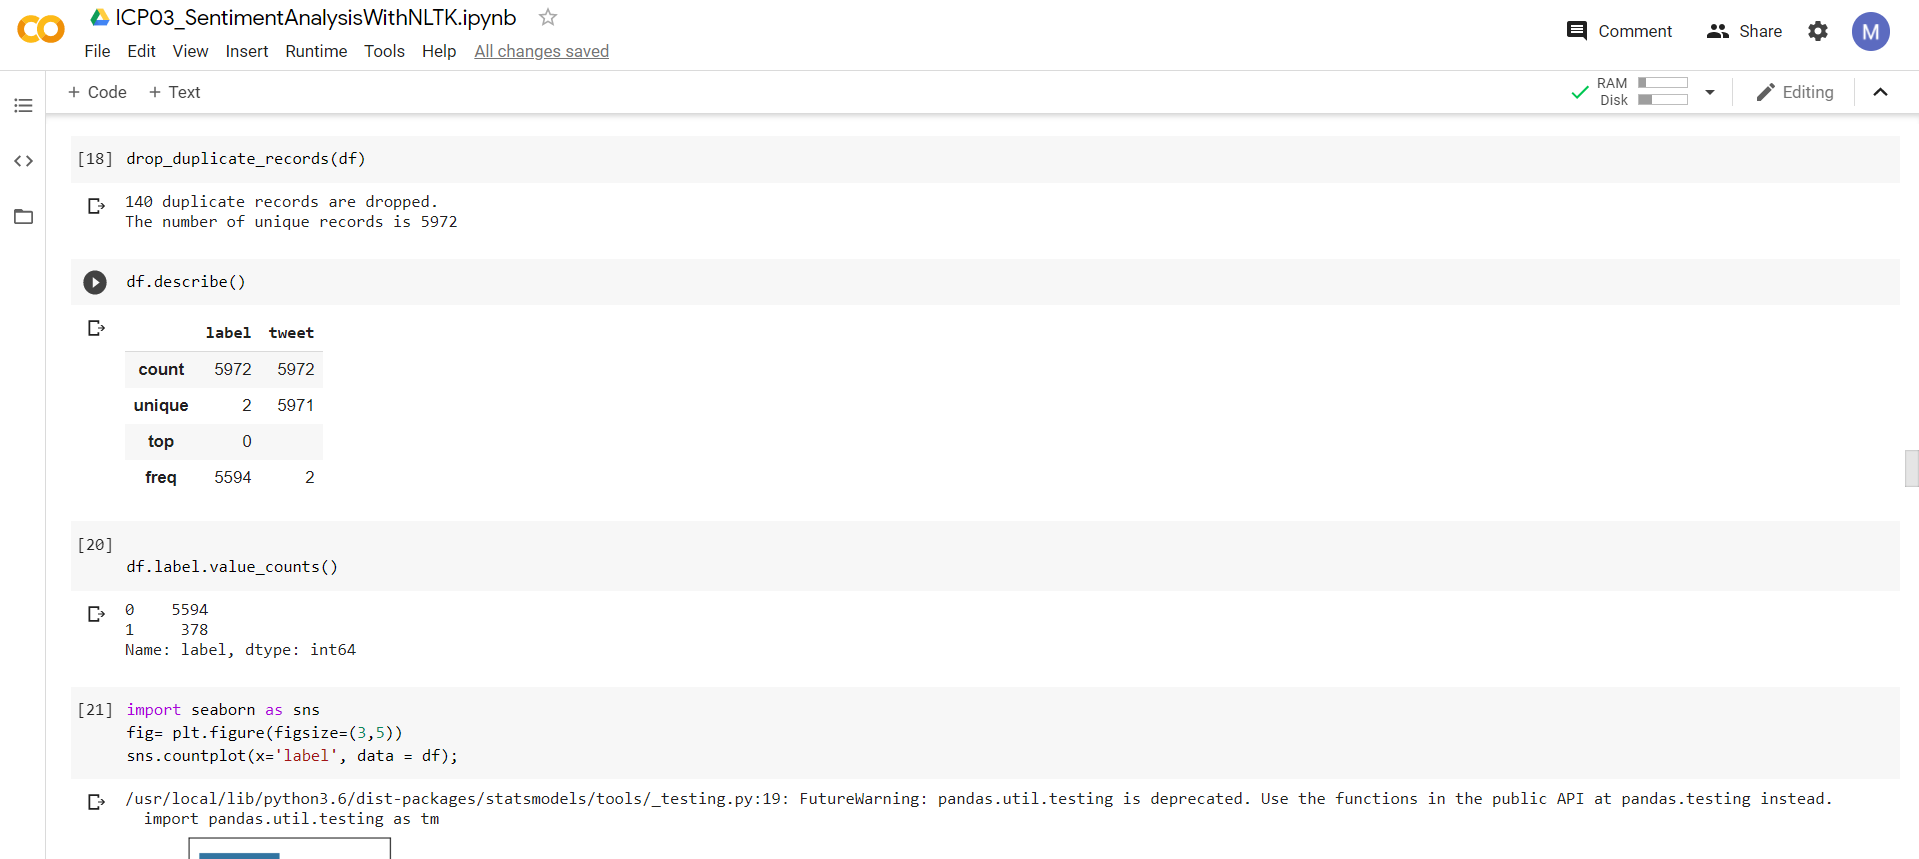 ICP03_SentimentAnalysisWithNLTK.ipynb
File Edit View Insert Runtime Tools Help All changes saved
Comment Share M
+ Code + Text
RAM
Disk
Editing
[18] drop_duplicate_records(df)
140 duplicate records are dropped.
The number of unique records is 5972
df.describe()
label tweet
count 5972 5972
unique 2 5971
top 0
freq 5594 2
[20]
df.label.value_counts()
0 5594
1 378
Name: label, dtype: int64
[21] import seaborn as sns
fig= plt.figure(figsize=(3,5))
sns.countplot(x='label', data = df);
/usr/local/lib/python3.6/dist-packages/statsmodels/tools/_testing.py:19: FutureWarning: pandas.util.testing is deprecated. Use the functions in the public API at pandas.testing instead.
import pandas.util.testing as tm